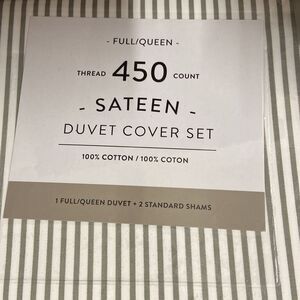 - FULL/QUEEN -
THREAD 450 COUNT
- SATEEN -
DUVET COVER SET
100% COTTON / 100% COTON
1 FULL/QUEEN DUVET + 2 STANDARD SHAMS